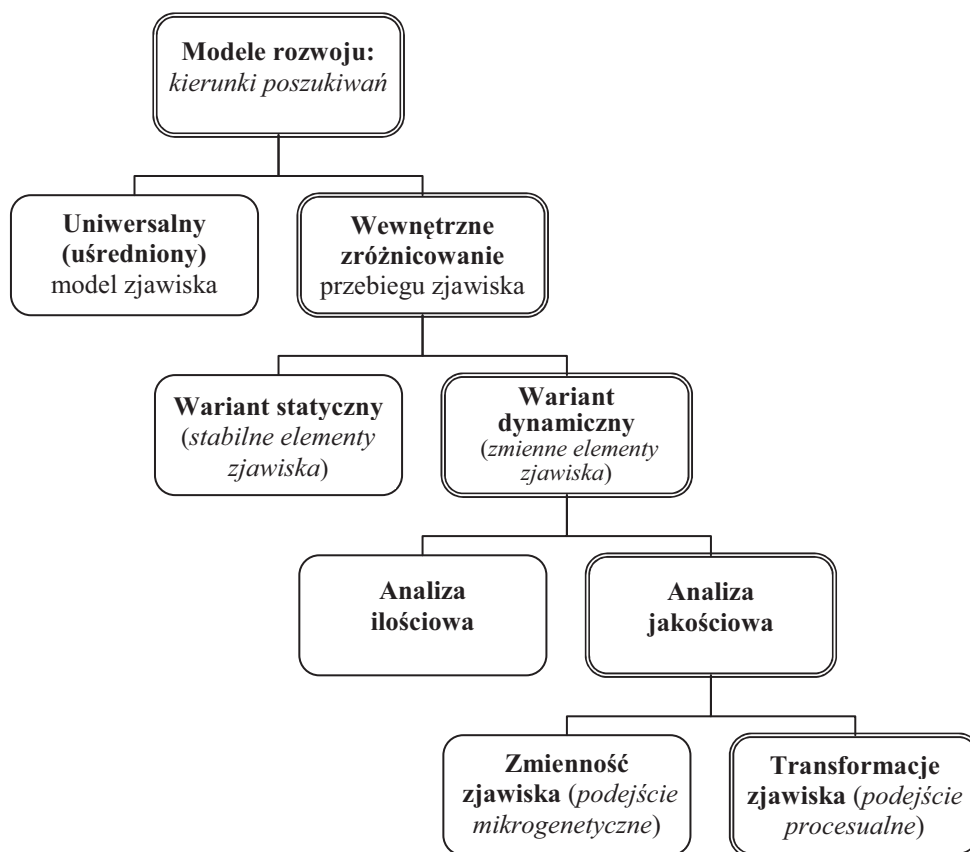 Modele rozwoju:
kierunki poszukiwań
Uniwersalny
(uśredniony)
model zjawiska
Wewnętrzne
zróżnicowanie
przebiegu zjawiska
Wariant statyczny
(stabilne elementy
zjawiska)
Wariant
dynamiczny
(zmienne elementy
zjawiska)
Analiza
ilościowa
Analiza
jakościowa
Zmienność
zjawiska (podejście
mikrogenetyczne)
Transformacje
zjawiska (podejście
procesualne)